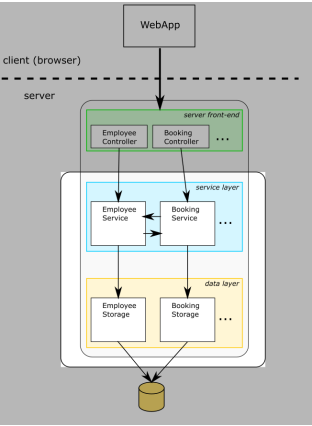 WebApp
client (browser)
server
server front-end
Employee
Controller
Booking
Controller
...
service layer
Employee
Service
Booking
Service
...
data layer
Employee
Storage
Booking
Storage
...